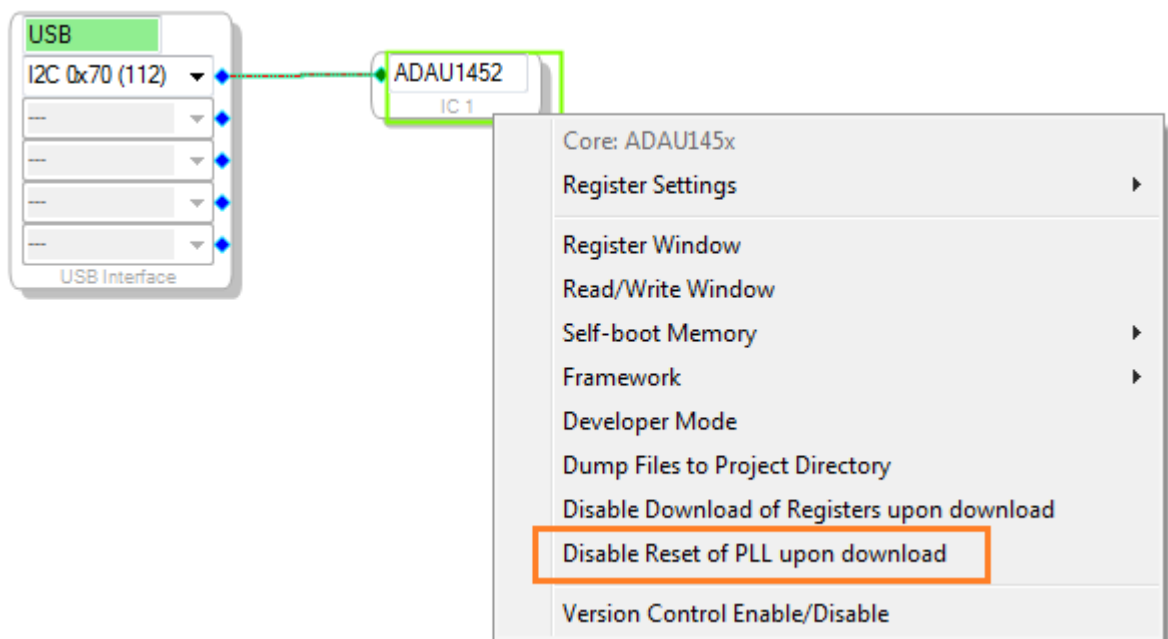 USB
I2C 0x70 (112)
---
---
---
---
USB Interface
ADAU1452
IC 1
Core: ADAU145x
Register Settings
Register Window
Read/Write Window
Self-boot Memory
Framework
Developer Mode
Dump Files to Project Directory
Disable Download of Registers upon download
Disable Reset of PLL upon download
Version Control Enable/Disable